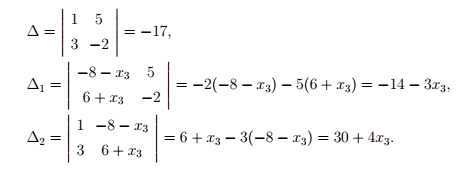 Δ = | 1 5 | = −17,
| 3 −2 |
Δ₁ = | −8 − x₃ 5 | = −2(−8 − x₃) − 5(6 + x₃) = −14 − 3x₃,
| 6 + x₃ −2 |
Δ₂ = | 1 −8 − x₃ | = 6 + x₃ − 3(−8 − x₃) = 30 + 4x₃.
| 3 6 + x₃ |